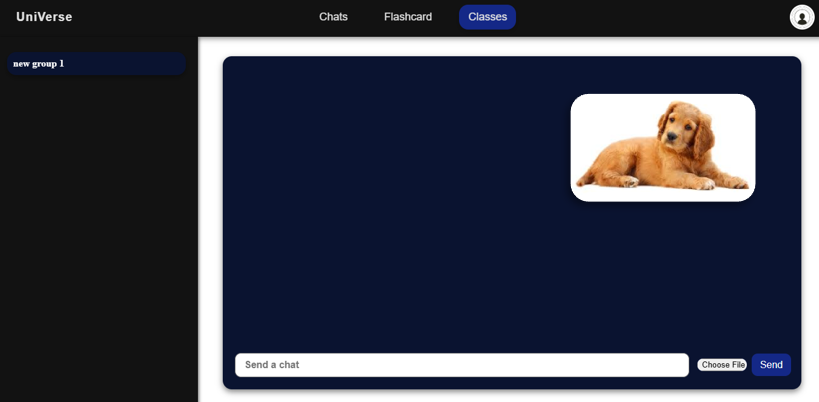 UniVerse
Chats
Flashcard
Classes
new group 1
Send a chat
Choose File
Send